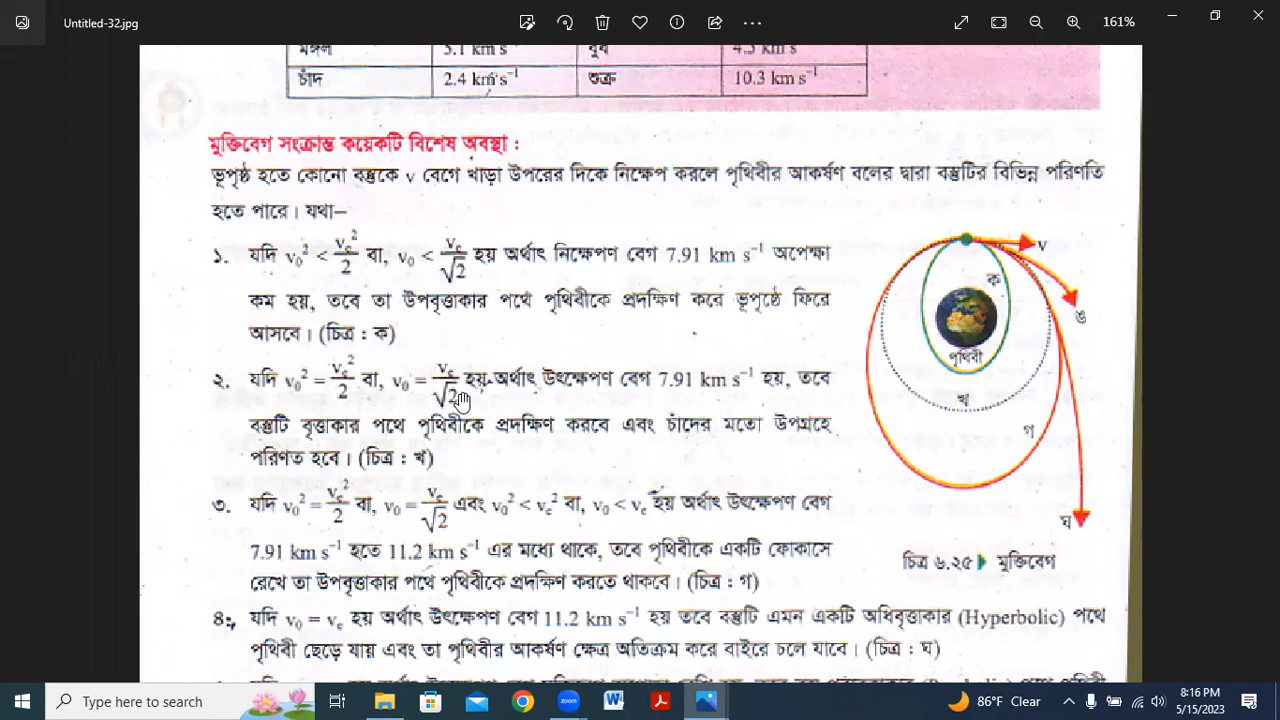 Untitled-32.jpg
161%
মঙ্গল 5.1 km s বুধ 4.3 km s
চাঁদ 2.4 km s⁻¹ শুক্র 10.3 km s⁻¹
মুক্তিবেগ সংক্রান্ত কয়েকটি বিশেষ অবস্থা :
ভূপৃষ্ঠ হতে কোনো বস্তুকে v বেগে খাড়া উপরের দিকে নিক্ষেপ করলে পৃথিবীর আকর্ষণ বলের দ্বারা বস্তুটির বিভিন্ন পরিণতি
হতে পারে। যথা–
১. যদি v₀² < vₑ²/2 বা, v₀ < vₑ/√2 হয় অর্থাৎ নিক্ষেপণ বেগ 7.91 km s⁻¹ অপেক্ষা
কম হয়, তবে তা উপবৃত্তাকার পথে পৃথিবীকে প্রদক্ষিণ করে ভূপৃষ্ঠে ফিরে
আসবে। (চিত্র : ক)
২. যদি v₀² = vₑ²/2 বা, v₀ = vₑ/√2 হয় অর্থাৎ উৎক্ষেপণ বেগ 7.91 km s⁻¹ হয়, তবে
বস্তুটি বৃত্তাকার পথে পৃথিবীকে প্রদক্ষিণ করবে এবং চাঁদের মতো উপগ্রহে
পরিণত হবে। (চিত্র : খ)
৩. যদি v₀² = vₑ²/2 বা, v₀ = vₑ/√2 এবং v₀² < vₑ² বা, v₀ < vₑ হয় অর্থাৎ উৎক্ষেপণ বেগ
7.91 km s⁻¹ হতে 11.2 km s⁻¹ এর মধ্যে থাকে, তবে পৃথিবীকে একটি ফোকাসে
রেখে তা উপবৃত্তাকার পথে পৃথিবীকে প্রদক্ষিণ করতে থাকবে। (চিত্র : গ)
v
ক
ঙ
পৃথিবী
খ
গ
ঘ
চিত্র ৬.২৫ মুক্তিবেগ
8. যদি v₀ = vₑ হয় অর্থাৎ উৎক্ষেপণ বেগ 11.2 km s⁻¹ হয় তবে বস্তুটি এমন একটি অধিবৃত্তাকার (Hyperbolic) পথে
পৃথিবী ছেড়ে যায় এবং তা পৃথিবীর আকর্ষণ ক্ষেত্র অতিক্রম করে বাইরে চলে যাবে। (চিত্র : ঘ)
Type here to search
zoom
86°F Clear
8:16 PM
5/15/2023